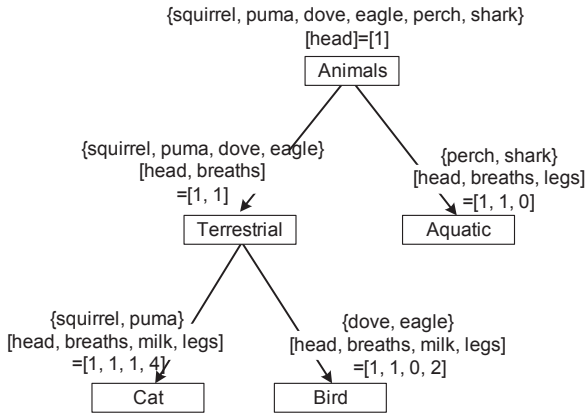 {squirrel, puma, dove, eagle, perch, shark}
[head]=[1]
Animals
{squirrel, puma, dove, eagle}
[head, breaths]
=[1, 1]
Terrestrial
{perch, shark}
[head, breaths, legs]
=[1, 1, 0]
Aquatic
{squirrel, puma}
[head, breaths, milk, legs]
=[1, 1, 1, 4]
Cat
{dove, eagle}
[head, breaths, milk, legs]
=[1, 1, 0, 2]
Bird